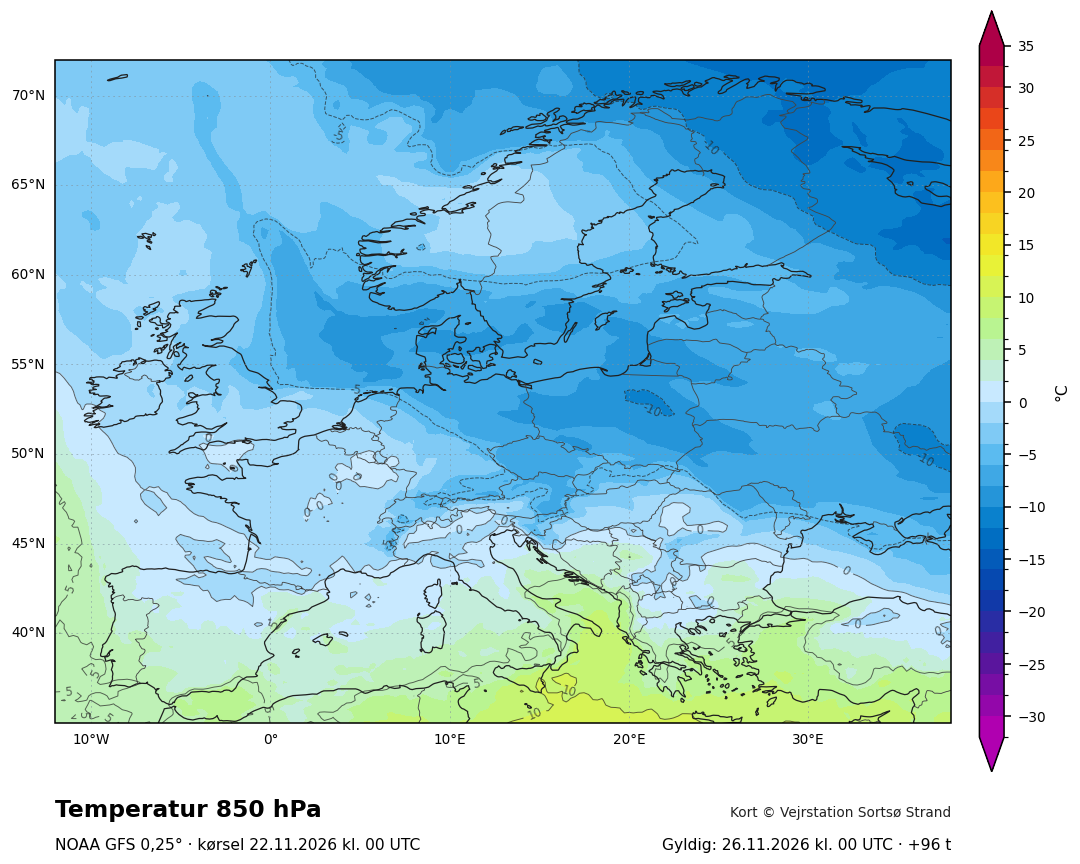 70°N
65°N
60°N
55°N
50°N
45°N
40°N
10°W
0°
10°E
20°E
30°E
35
30
25
20
15
10
5
0
−5
−10
−15
−20
−25
−30
°C
Temperatur 850 hPa
Kort © Vejrstation Sortsø Strand
NOAA GFS 0,25° · kørsel 22.11.2026 kl. 00 UTC
Gyldig: 26.11.2026 kl. 00 UTC · +96 t